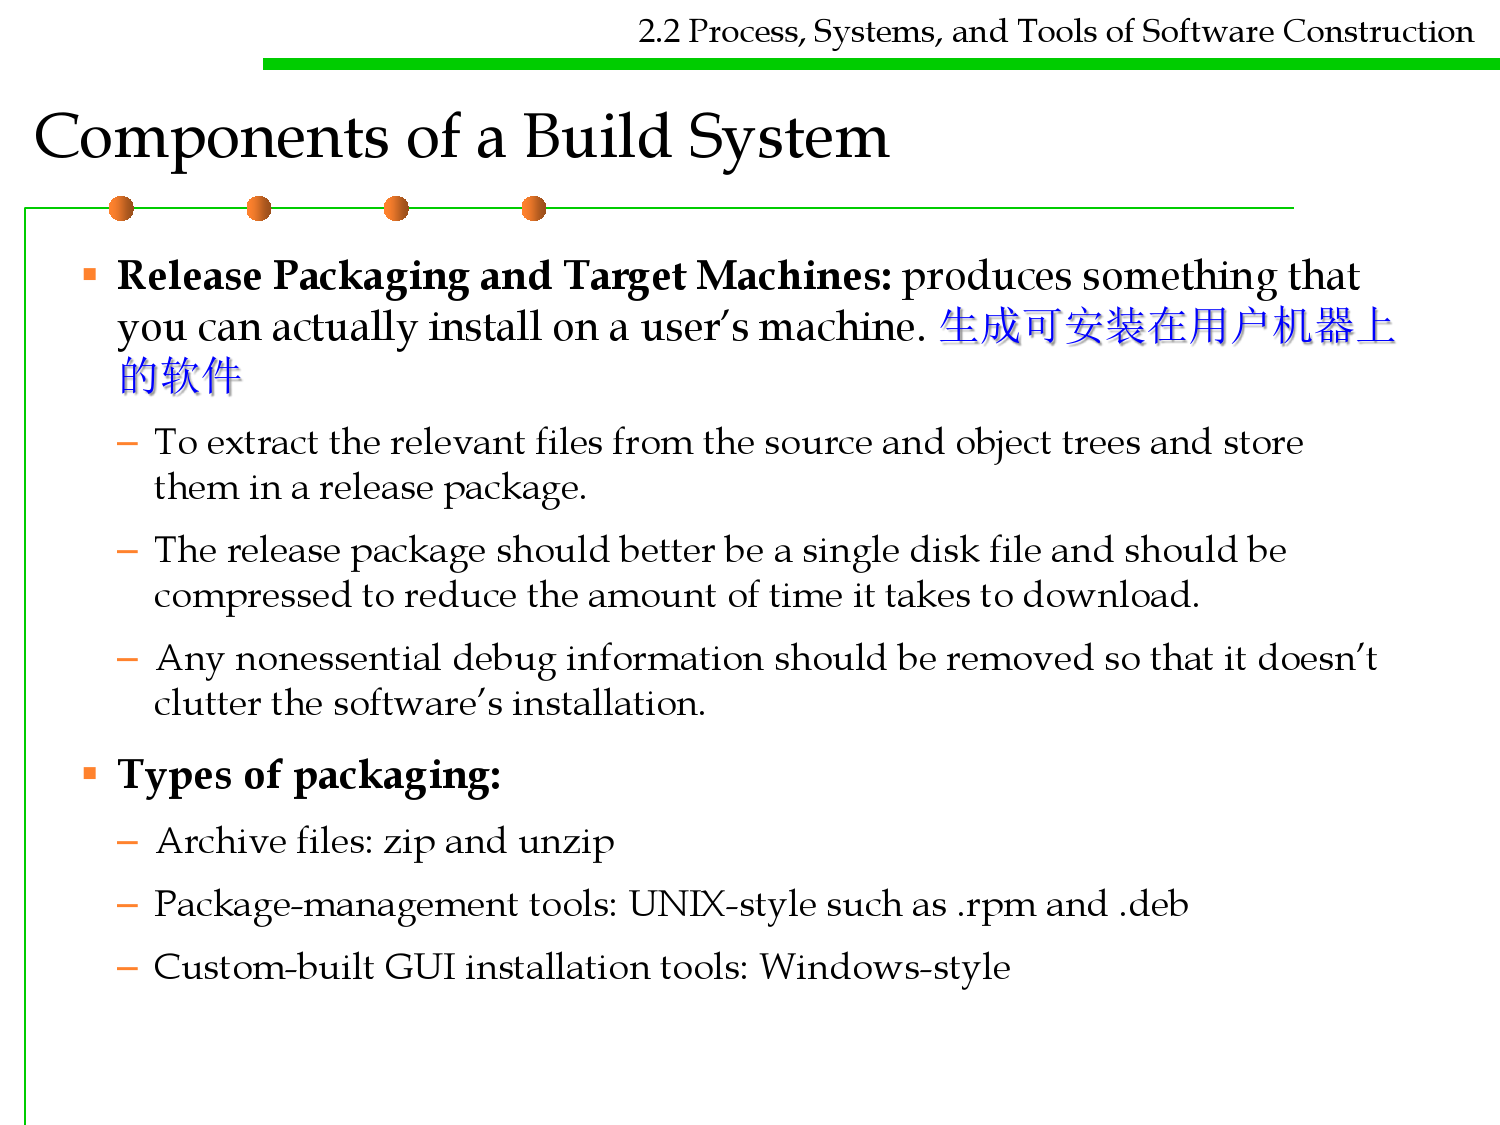 2.2 Process, Systems, and Tools of Software Construction
Components of a Build System
▪ Release Packaging and Target Machines: produces something that
you can actually install on a user’s machine. 生成可安装在用户机器上
的软件
– To extract the relevant files from the source and object trees and store
them in a release package.
– The release package should better be a single disk file and should be
compressed to reduce the amount of time it takes to download.
– Any nonessential debug information should be removed so that it doesn’t
clutter the software’s installation.
▪ Types of packaging:
– Archive files: zip and unzip
– Package-management tools: UNIX-style such as .rpm and .deb
– Custom-built GUI installation tools: Windows-style